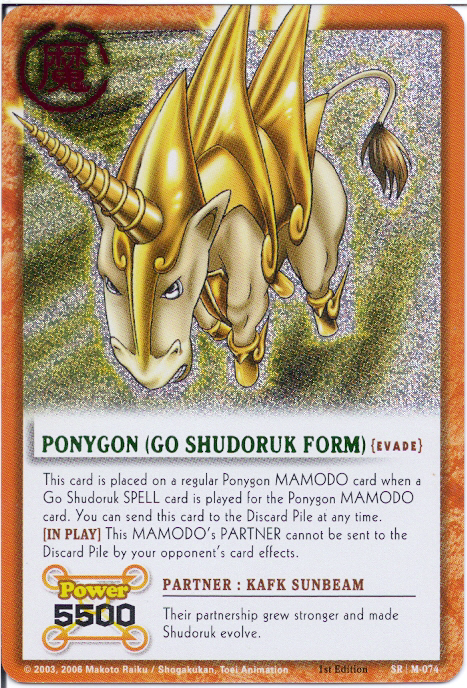 魔
PONYGON (GO SHUDORUK FORM) {EVADE}
This card is placed on a regular Ponygon MAMODO card when a
Go Shudoruk SPELL card is played for the Ponygon MAMODO
card. You can send this card to the Discard Pile at any time.
[IN PLAY] This MAMODO's PARTNER cannot be sent to the
Discard Pile by your opponent's card effects.
Power
5500
PARTNER : KAFK SUNBEAM
Their partnership grew stronger and made
Shudoruk evolve.
© 2003, 2006 Makoto Raiku / Shogakukan, Toei Animation 1st Edition SR | M-074